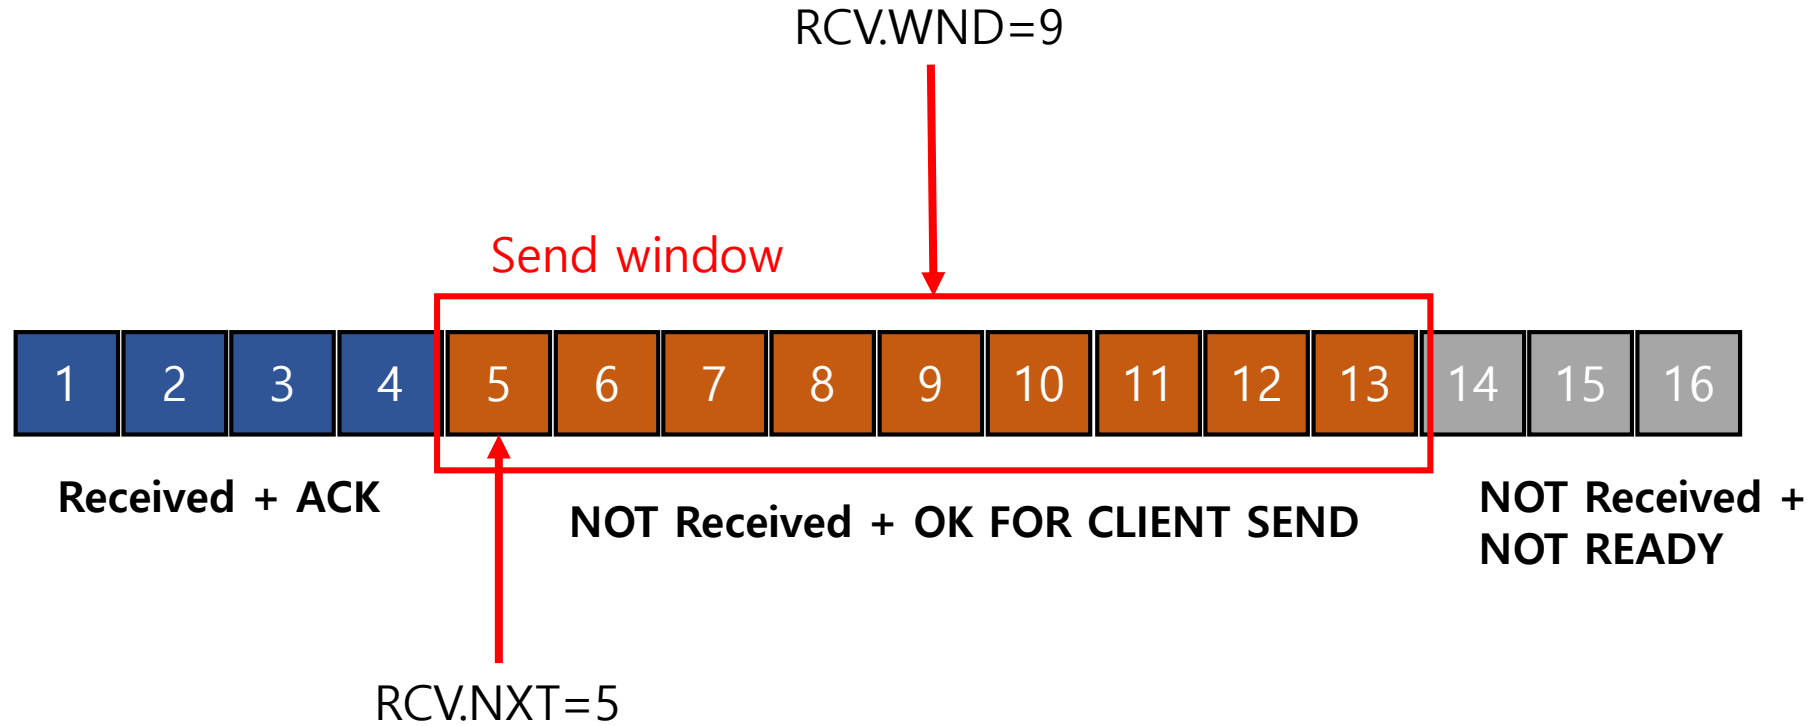 RCV.WND=9
Send window
1 2 3 4 5 6 7 8 9 10 11 12 13 14 15 16
Received + ACK
NOT Received + OK FOR CLIENT SEND
NOT Received +
NOT READY
RCV.NXT=5